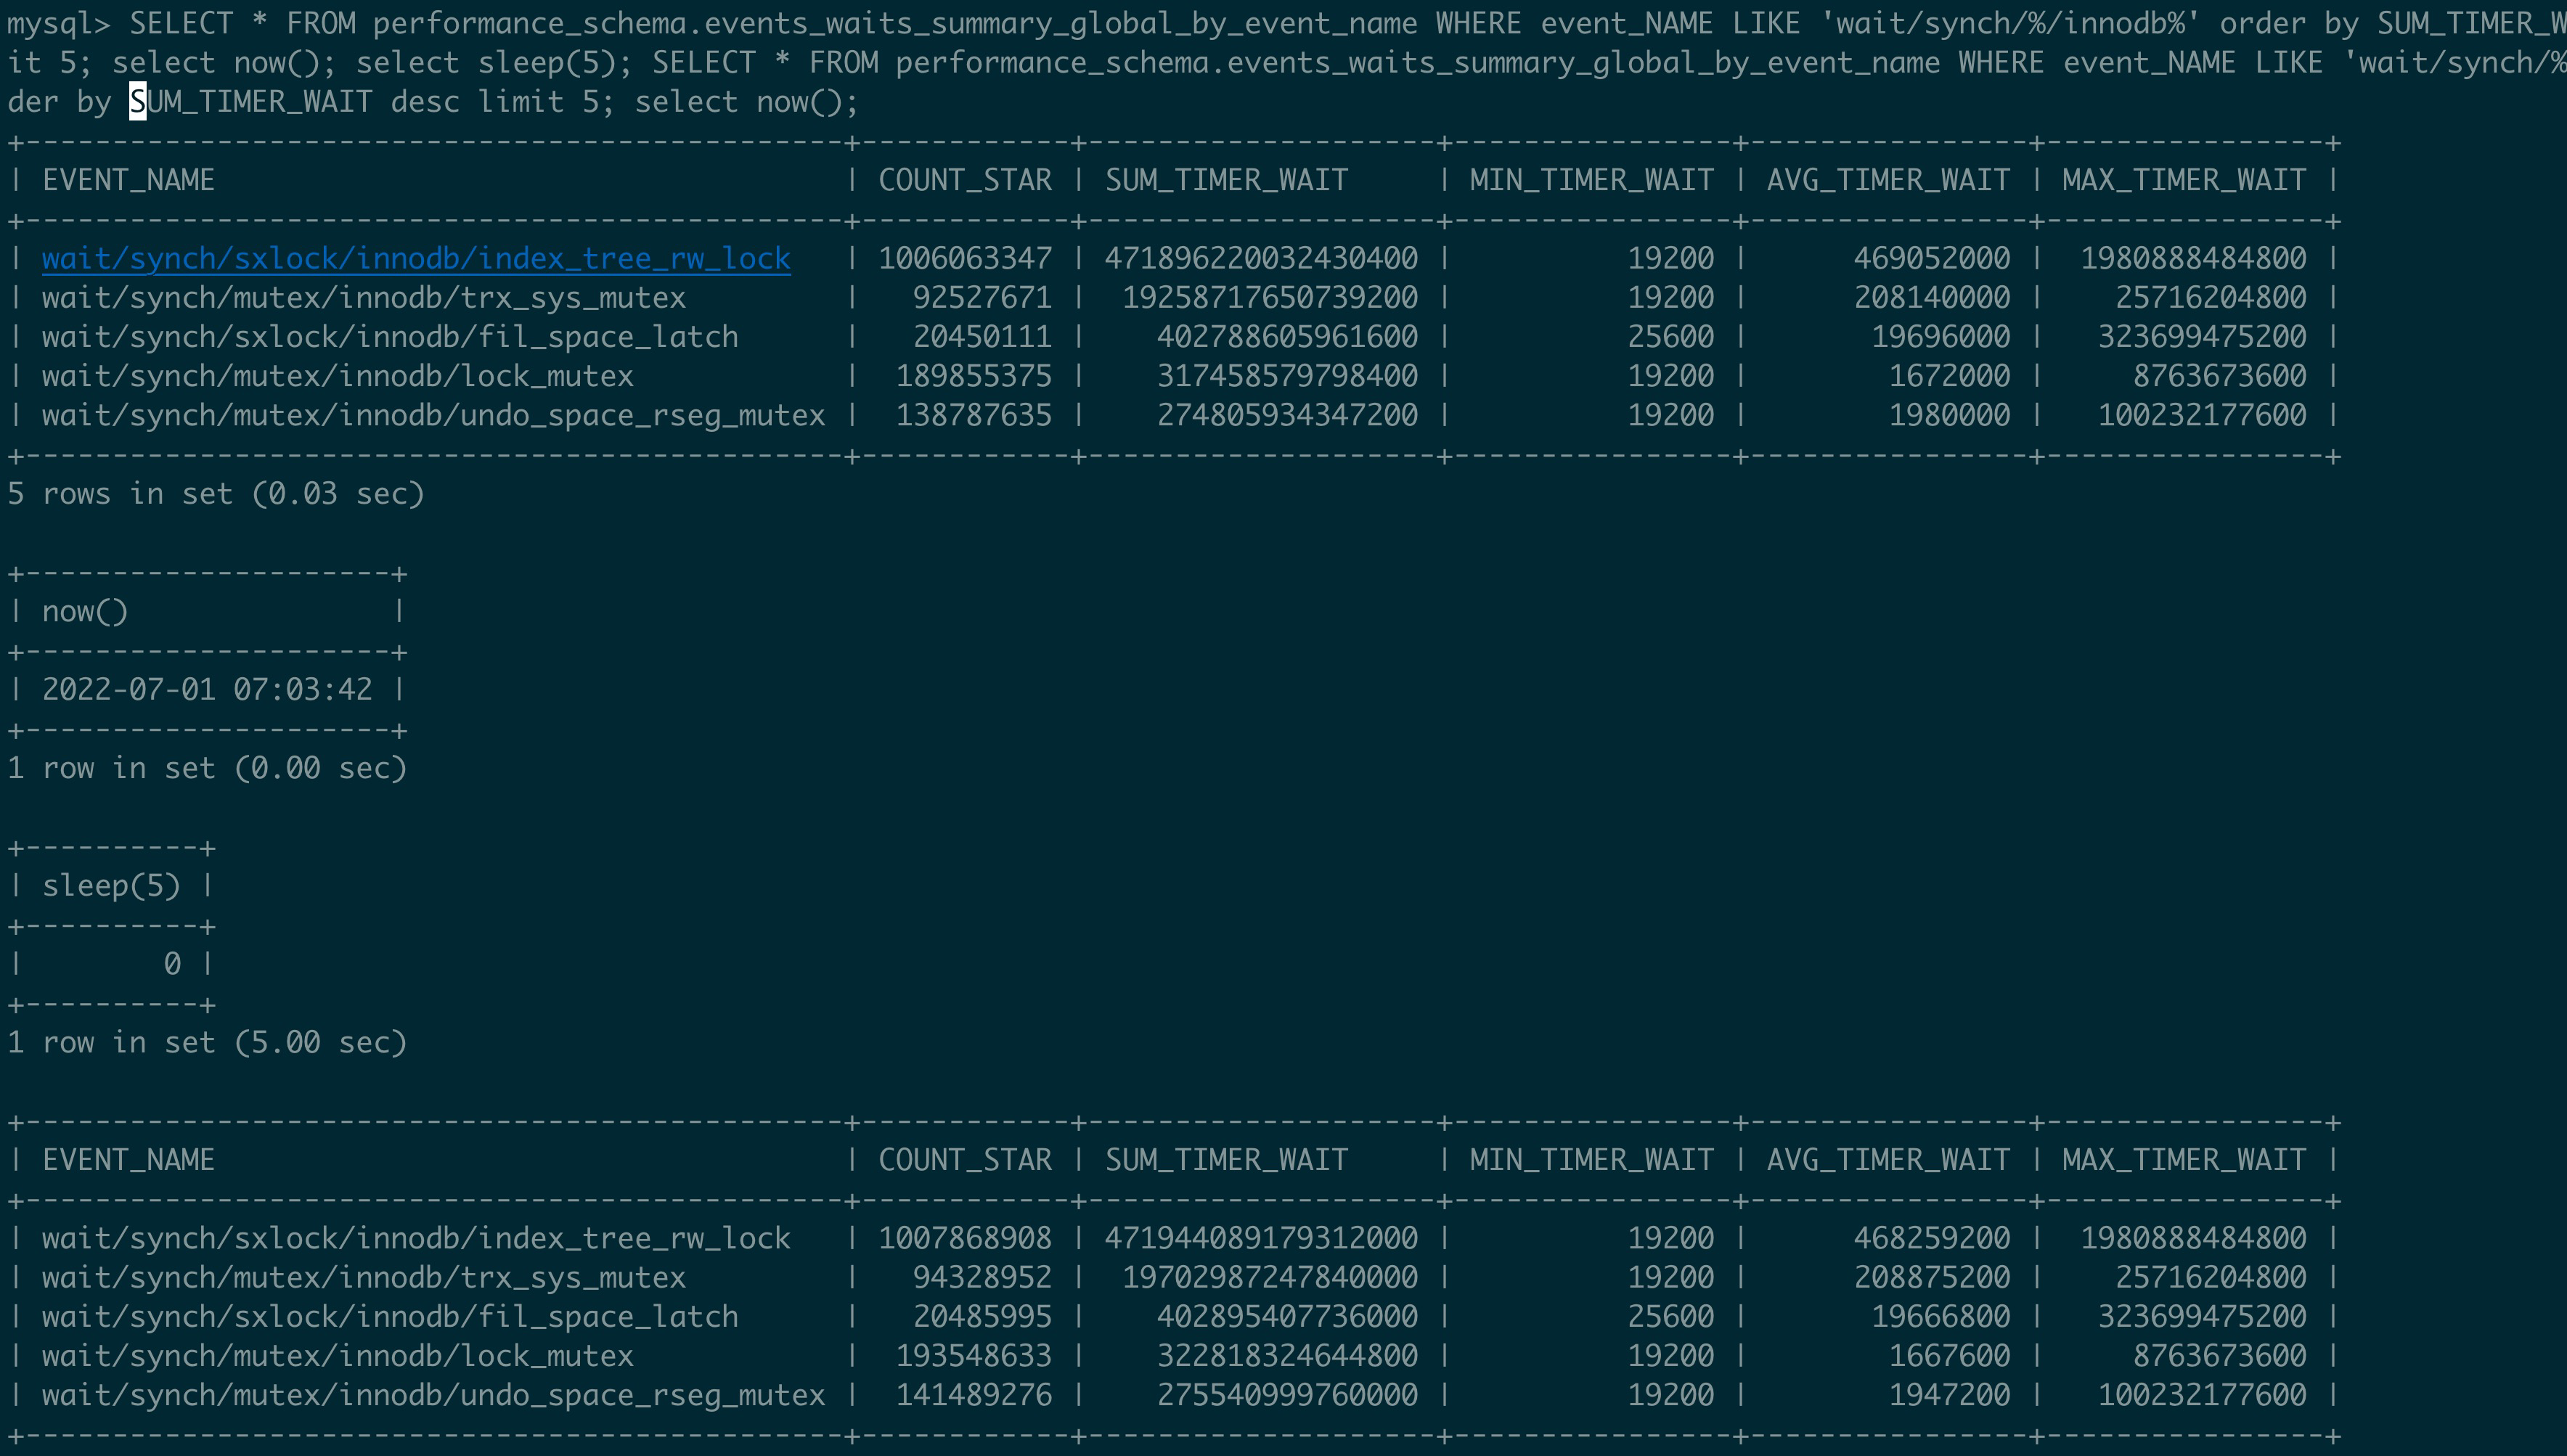 mysql> SELECT * FROM performance_schema.events_waits_summary_global_by_event_name WHERE event_NAME LIKE 'wait/synch/%/innodb%' order by SUM_TIMER_W
it 5; select now(); select sleep(5); SELECT * FROM performance_schema.events_waits_summary_global_by_event_name WHERE event_NAME LIKE 'wait/synch/%
der by SUM_TIMER_WAIT desc limit 5; select now();
+----------------------------------------------+------------+--------------------+----------------+----------------+----------------+
| EVENT_NAME                                   | COUNT_STAR | SUM_TIMER_WAIT     | MIN_TIMER_WAIT | AVG_TIMER_WAIT | MAX_TIMER_WAIT |
+----------------------------------------------+------------+--------------------+----------------+----------------+----------------+
| wait/synch/sxlock/innodb/index_tree_rw_lock  | 1006063347 | 471896220032430400 |          19200 |      469052000 |  1980888484800 |
| wait/synch/mutex/innodb/trx_sys_mutex        |   92527671 |  19258717650739200 |          19200 |      208140000 |    25716204800 |
| wait/synch/sxlock/innodb/fil_space_latch     |   20450111 |    402788605961600 |          25600 |       19696000 |   323699475200 |
| wait/synch/mutex/innodb/lock_mutex           |  189855375 |    317458579798400 |          19200 |        1672000 |     8763673600 |
| wait/synch/mutex/innodb/undo_space_rseg_mutex |  138787635 |    274805934347200 |          19200 |        1980000 |   100232177600 |
+----------------------------------------------+------------+--------------------+----------------+----------------+----------------+
5 rows in set (0.03 sec)
+---------------------+
| now()               |
+---------------------+
| 2022-07-01 07:03:42 |
+---------------------+
1 row in set (0.00 sec)
+----------+
| sleep(5) |
+----------+
|        0 |
+----------+
1 row in set (5.00 sec)
+----------------------------------------------+------------+--------------------+----------------+----------------+----------------+
| EVENT_NAME                                   | COUNT_STAR | SUM_TIMER_WAIT     | MIN_TIMER_WAIT | AVG_TIMER_WAIT | MAX_TIMER_WAIT |
+----------------------------------------------+------------+--------------------+----------------+----------------+----------------+
| wait/synch/sxlock/innodb/index_tree_rw_lock  | 1007868908 | 471944089179312000 |          19200 |      468259200 |  1980888484800 |
| wait/synch/mutex/innodb/trx_sys_mutex        |   94328952 |  19702987247840000 |          19200 |      208875200 |    25716204800 |
| wait/synch/sxlock/innodb/fil_space_latch     |   20485995 |    402895407736000 |          25600 |       19666800 |   323699475200 |
| wait/synch/mutex/innodb/lock_mutex           |  193548633 |    322818324644800 |          19200 |        1667600 |     8763673600 |
| wait/synch/mutex/innodb/undo_space_rseg_mutex |  141489276 |    275540999760000 |          19200 |        1947200 |   100232177600 |
+----------------------------------------------+------------+--------------------+----------------+----------------+----------------+